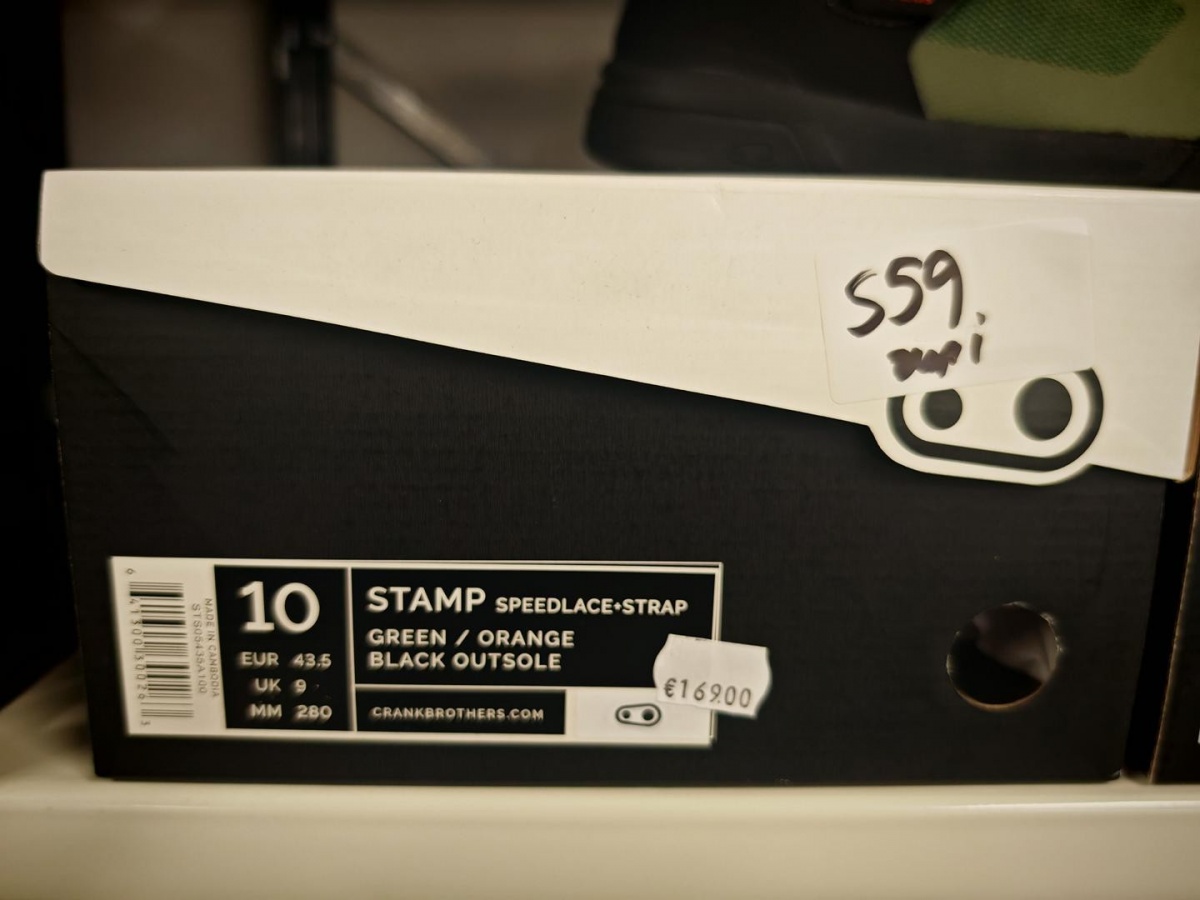 559.
10
EUR 43.5
UK 9
MM 280
STAMP SPEEDLACE+STRAP
GREEN / ORANGE
BLACK OUTSOLE
CRANKBROTHERS.COM
€169.00
MADE IN CAMBODIA
STS05435A100